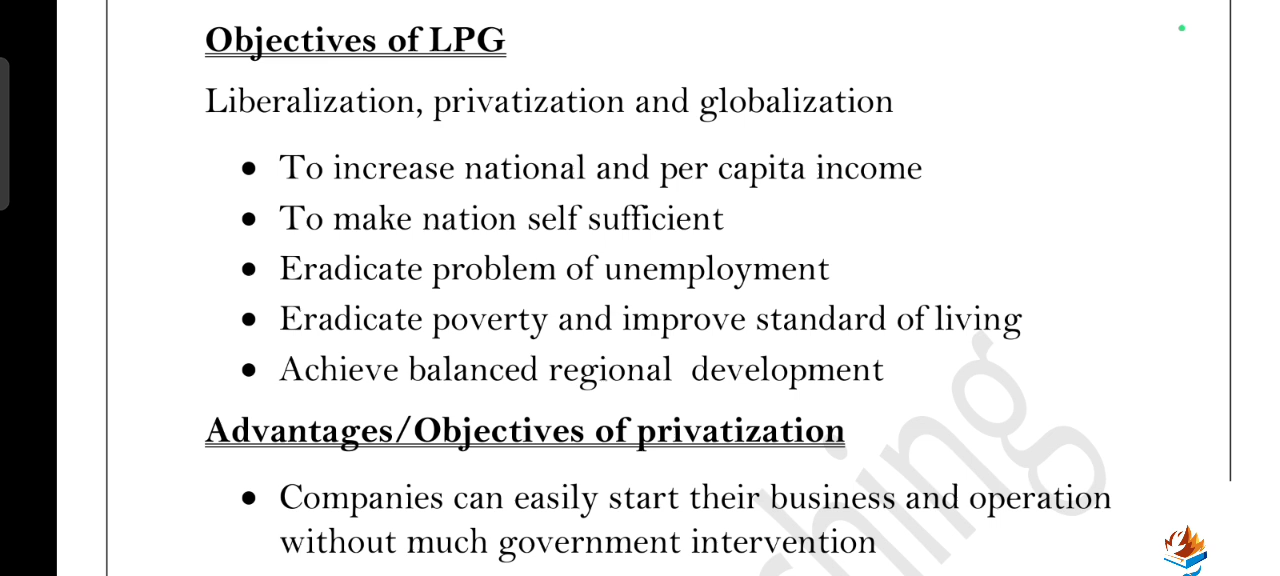 Objectives of LPG
Liberalization, privatization and globalization
• To increase national and per capita income
• To make nation self sufficient
• Eradicate problem of unemployment
• Eradicate poverty and improve standard of living
• Achieve balanced regional  development
Advantages/Objectives of privatization
• Companies can easily start their business and operation
without much government intervention